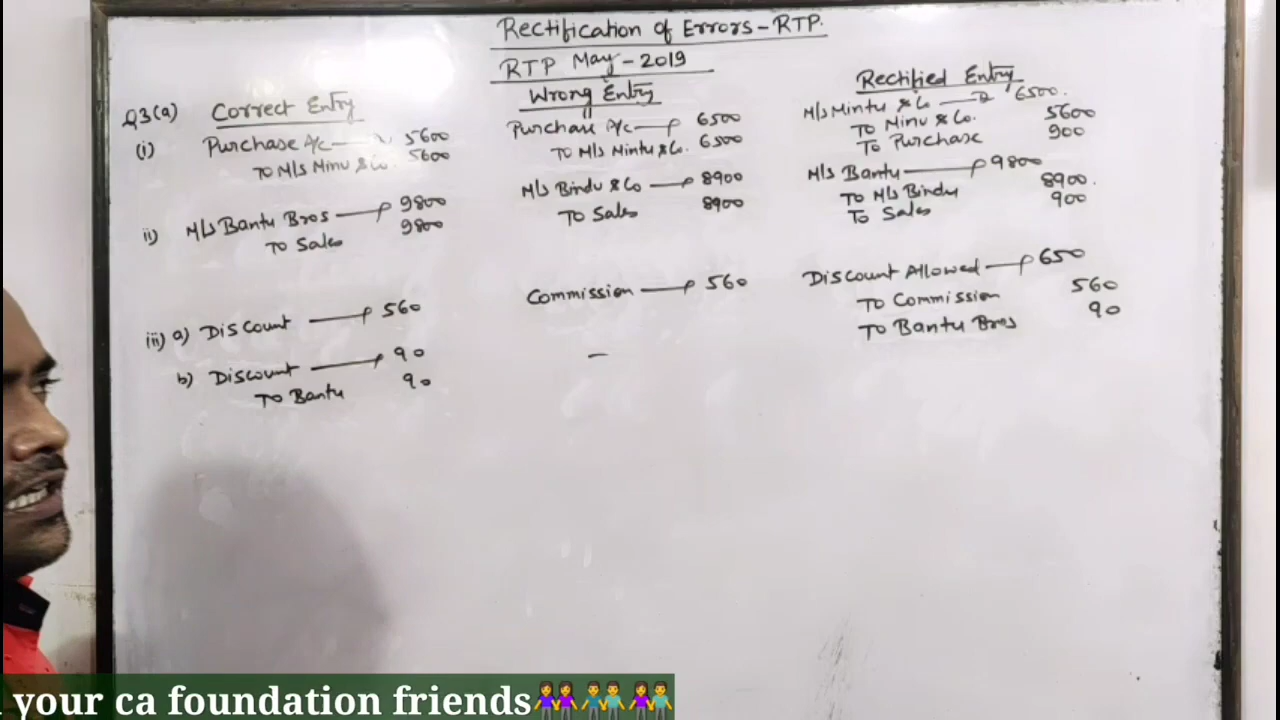 Rectification of Errors - RTP.
RTP May - 2019
Q3(a) Correct Entry
Wrong Entry
Rectified Entry
(i) Purchase A/c 5600
To M/s Minu & Co. 5600
Purchase A/c 6500
To M/s Mintu & Co. 6500
M/s Mintu & Co 6500.
To Minu & Co. 5600
To Purchase 900
ii) M/s Bantu Bros 9800
To Sales 9800
M/s Bindu & Co 8900
To Sales 8900
M/s Bantu 9800
To M/s Bindu 8900.
To Sales 900
iii) a) Discount 560
Commission 560
Discount Allowed 650
To Commission 560
To Bantu Bros 90
b) Discount 90
To Bantu 90
—
your ca foundation friends👭👬👫